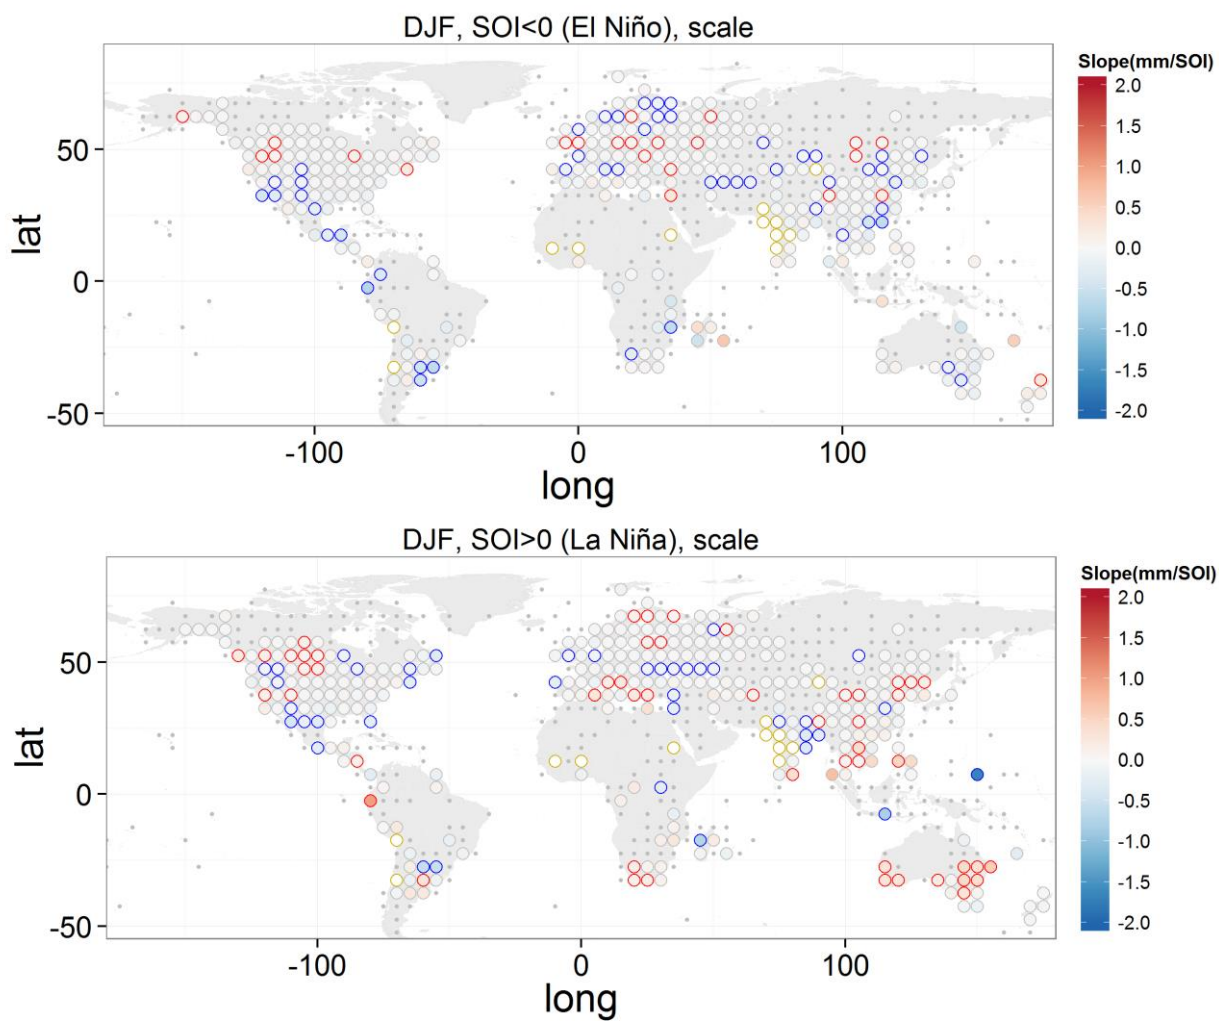 DJF, SOI<0 (El Niño), scale
Slope(mm/SOI)
2.0
1.5
1.0
0.5
0.0
-0.5
-1.0
-1.5
-2.0
lat
50
0
-50
-100 0 100
long
DJF, SOI>0 (La Niña), scale
Slope(mm/SOI)
2.0
1.5
1.0
0.5
0.0
-0.5
-1.0
-1.5
-2.0
lat
50
0
-50
-100 0 100
long